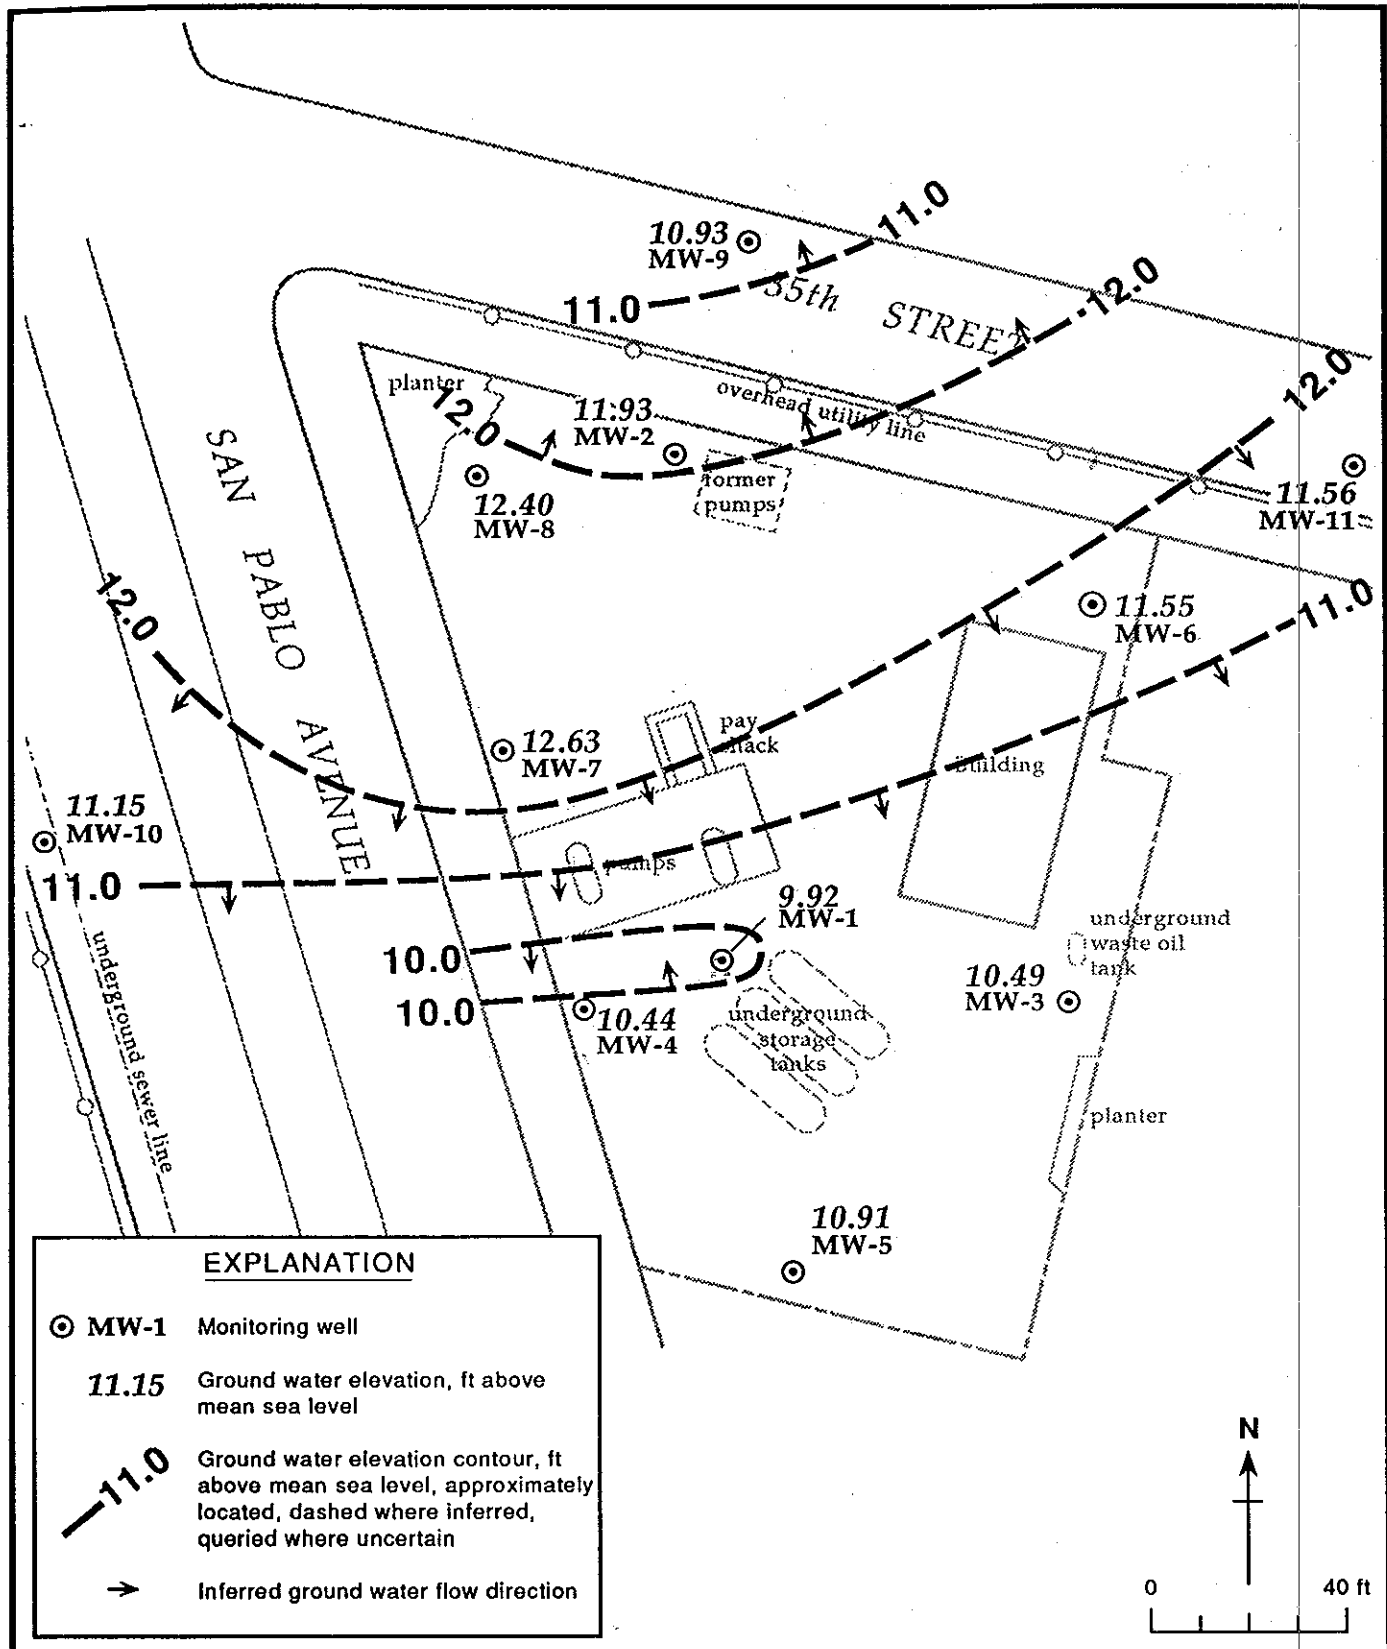 11.0
10.93
MW-9
35th STREET
11.0
12.0
12.0
planter
12.0
11.93
MW-2
overhead utility line
former
pumps
12.40
MW-8
11.56
MW-11
SAN PABLO AVENUE
12.0
11.55
MW-6
11.0
pay
shack
12.63
MW-7
Building
11.15
MW-10
11.0
pumps
9.92
MW-1
10.0
10.0
underground
waste oil
tank
10.49
MW-3
10.44
MW-4
underground
storage
tanks
underground sewer line
planter
10.91
MW-5
EXPLANATION
MW-1 Monitoring well
11.15 Ground water elevation, ft above
mean sea level
11.0 Ground water elevation contour, ft
above mean sea level, approximately
located, dashed where inferred,
queried where uncertain
Inferred ground water flow direction
N
0 40 ft